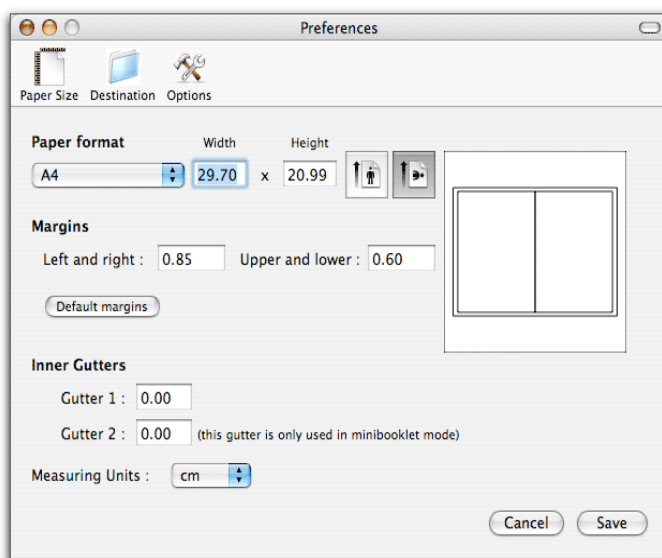 Preferences
Paper Size Destination Options
Paper format Width Height
A4 29.70 x 20.99
Margins
Left and right : 0.85 Upper and lower : 0.60
Default margins
Inner Gutters
Gutter 1 : 0.00
Gutter 2 : 0.00 (this gutter is only used in minibooklet mode)
Measuring Units : cm
Cancel Save